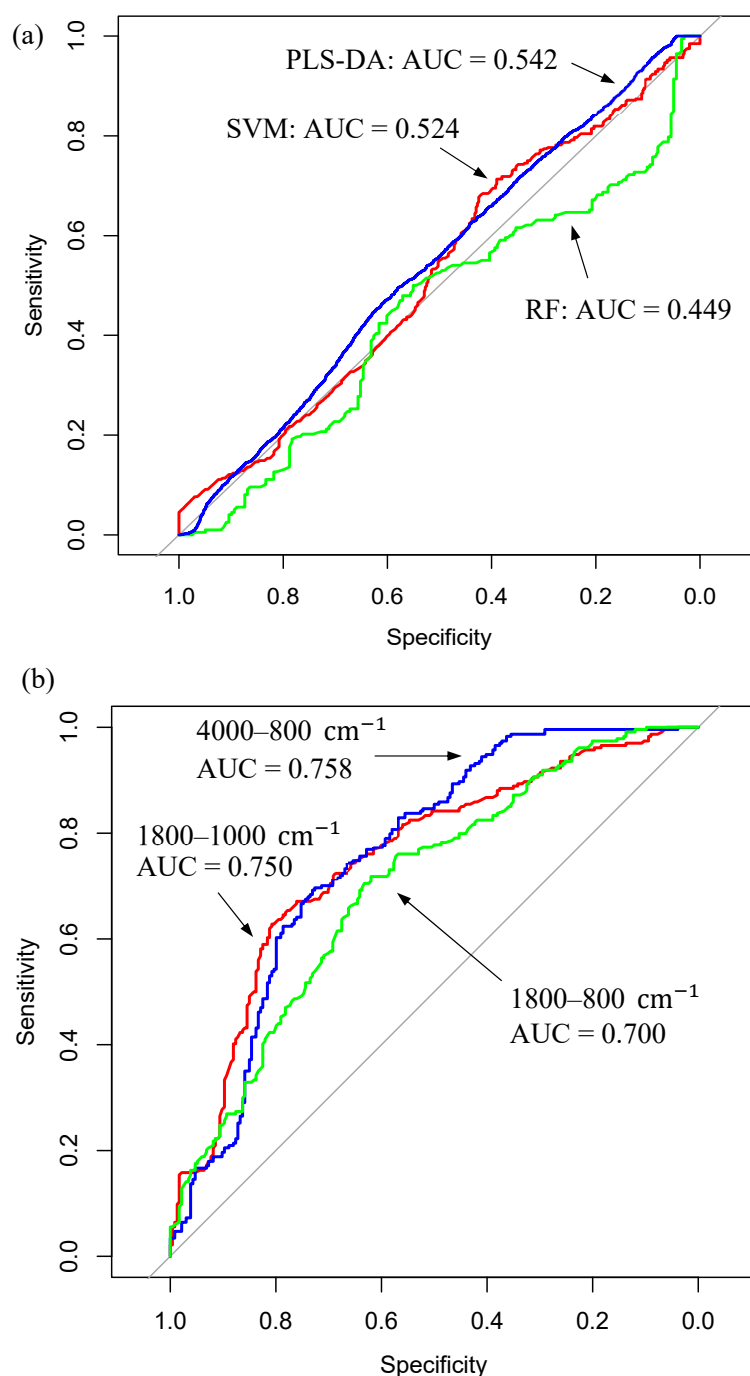 (a)
PLS-DA: AUC = 0.542
SVM: AUC = 0.524
RF: AUC = 0.449
Sensitivity
0.0 0.2 0.4 0.6 0.8 1.0
1.0 0.8 0.6 0.4 0.2 0.0
Specificity
(b)
4000–800 cm⁻¹
AUC = 0.758
1800–1000 cm⁻¹
AUC = 0.750
1800–800 cm⁻¹
AUC = 0.700
Sensitivity
0.0 0.2 0.4 0.6 0.8 1.0
1.0 0.8 0.6 0.4 0.2 0.0
Specificity